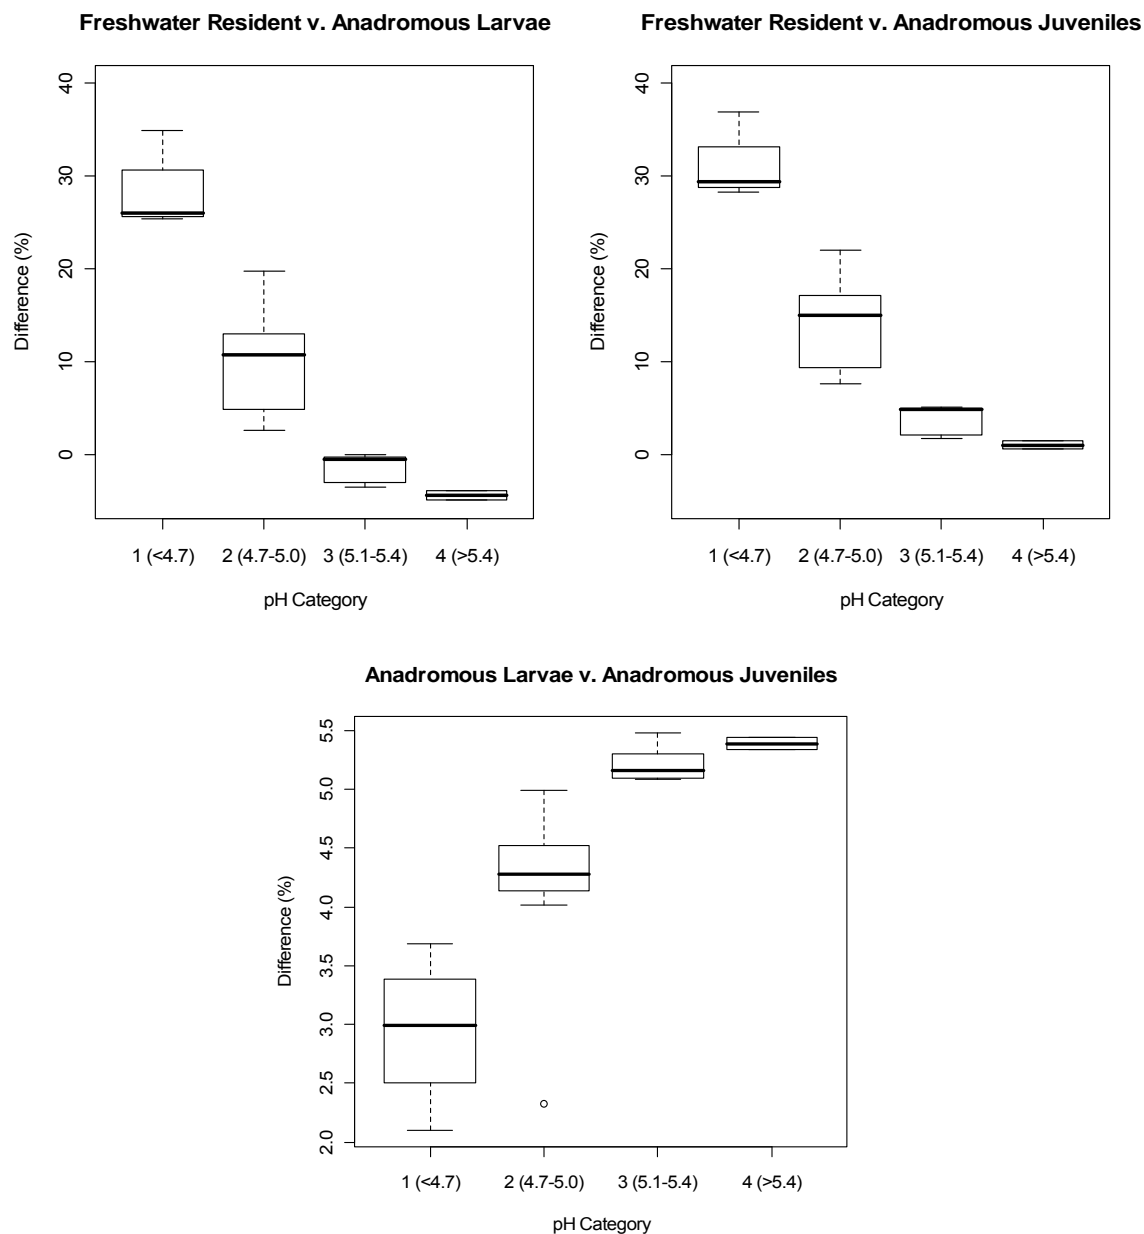 Freshwater Resident v. Anadromous Larvae
40
30
20
10
0
Difference (%)
1 (<4.7) 2 (4.7-5.0) 3 (5.1-5.4) 4 (>5.4)
pH Category
Freshwater Resident v. Anadromous Juveniles
40
30
20
10
0
Difference (%)
1 (<4.7) 2 (4.7-5.0) 3 (5.1-5.4) 4 (>5.4)
pH Category
Anadromous Larvae v. Anadromous Juveniles
5.5
5.0
4.5
4.0
3.5
3.0
2.5
2.0
Difference (%)
1 (<4.7) 2 (4.7-5.0) 3 (5.1-5.4) 4 (>5.4)
pH Category